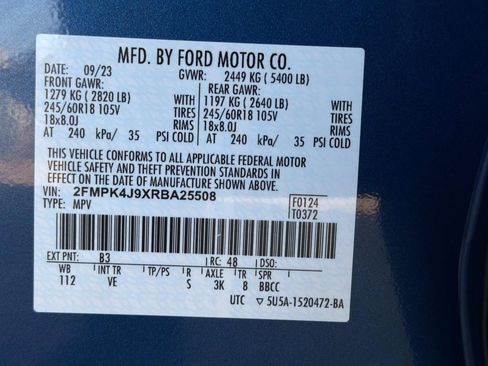 MFD. BY FORD MOTOR CO.
DATE: 09/23 GVWR: 2449 KG ( 5400 LB)
FRONT GAWR: REAR GAWR:
1279 KG ( 2820 LB) WITH 1197 KG ( 2640 LB) WITH
245/60R18 105V TIRES 245/60R18 105V TIRES
18x8.0J RIMS 18x8.0J RIMS
AT 240 kPa/ 35 PSI COLD AT 240 kPa/ 35 PSI COLD
THIS VEHICLE CONFORMS TO ALL APPLICABLE FEDERAL MOTOR
VEHICLE SAFETY, BUMPER, AND THEFT PREVENTION STANDARDS IN
EFFECT ON THE DATE OF MANUFACTURE SHOWN ABOVE.
VIN: 2FMPK4J9XRBA25508 F0124
TYPE: MPV T0372
EXT PNT: B3 RC: 48 DSO:
WB INT TR TP/PS R AXLE TR SPR
112 VE S 3K 8 BBCC
UTC ▽5U5A-1520472-BA